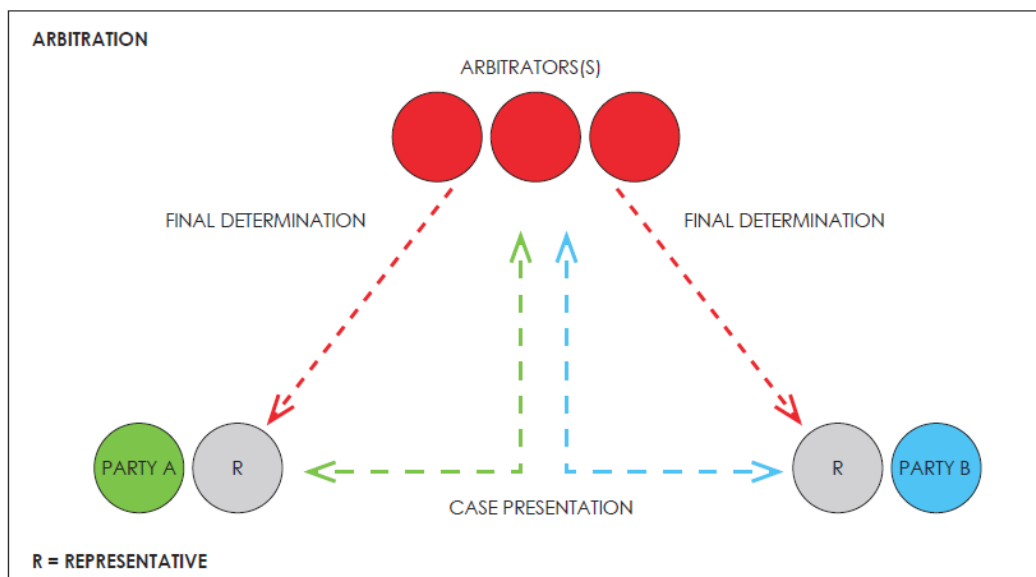 ARBITRATION
ARBITRATORS(S)
FINAL DETERMINATION
FINAL DETERMINATION
PARTY A
R
R
PARTY B
CASE PRESENTATION
R = REPRESENTATIVE